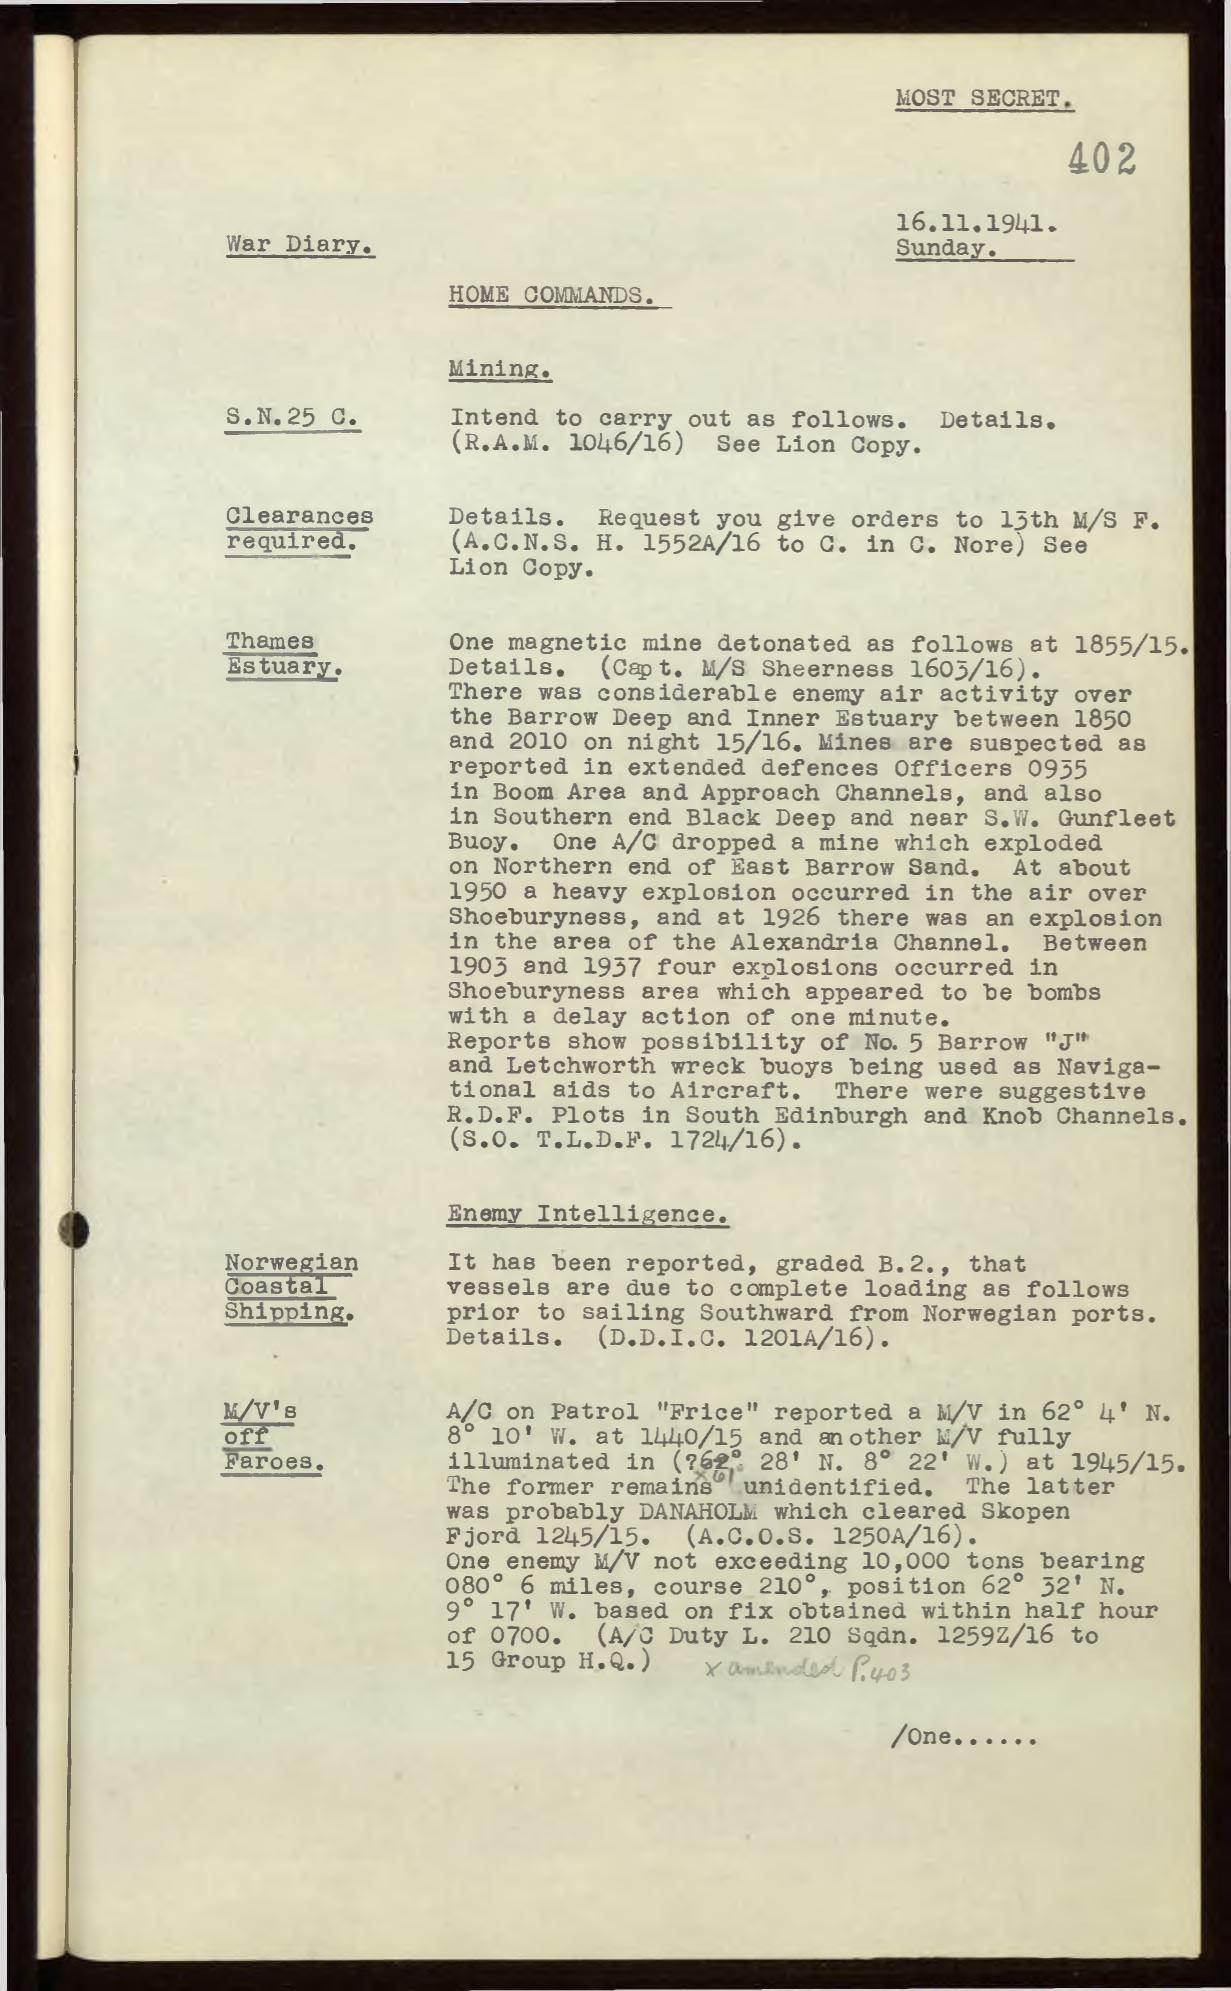 MOST SECRET.
402
16.11.1941.
Sunday.
War Diary.
HOME COMMANDS.
Mining.
S.N.25 C.
Intend to carry out as follows. Details.
(R.A.M. 1046/16) See Lion Copy.
Clearances
required.
Details. Request you give orders to 13th M/S F.
(A.C.N.S. H. 1552A/16 to C. in C. Nore) See
Lion Copy.
Thames
Estuary.
One magnetic mine detonated as follows at 1855/15.
Details. (Capt. M/S Sheerness 1603/16).
There was considerable enemy air activity over
the Barrow Deep and Inner Estuary between 1850
and 2010 on night 15/16. Mines are suspected as
reported in extended defences Officers 0935
in Boom Area and Approach Channels, and also
in Southern end Black Deep and near S.W. Gunfleet
Buoy. One A/C dropped a mine which exploded
on Northern end of East Barrow Sand. At about
1950 a heavy explosion occurred in the air over
Shoeburyness, and at 1926 there was an explosion
in the area of the Alexandria Channel. Between
1903 and 1937 four explosions occurred in
Shoeburyness area which appeared to be bombs
with a delay action of one minute.
Reports show possibility of No. 5 Barrow "J"
and Letchworth wreck buoys being used as Naviga-
tional aids to Aircraft. There were suggestive
R.D.F. Plots in South Edinburgh and Knob Channels.
(S.O. T.L.D.F. 1724/16).
Enemy Intelligence.
Norwegian
Coastal
Shipping.
It has been reported, graded B.2., that
vessels are due to complete loading as follows
prior to sailing Southward from Norwegian ports.
Details. (D.D.I.C. 1201A/16).
M/V's
off
Faroes.
A/C on Patrol "Frice" reported a M/V in 62° 4' N.
8° 10' W. at 1440/15 and another M/V fully
illuminated in (?62° 28' N. 8° 22' W.) at 1945/15.
x 61
The former remains unidentified. The latter
was probably DANAHOLM which cleared Skopen
Fjord 1245/15. (A.C.O.S. 1250A/16).
One enemy M/V not exceeding 10,000 tons bearing
080° 6 miles, course 210°, position 62° 32' N.
9° 17' W. based on fix obtained within half hour
of 0700. (A/C Duty L. 210 Sqdn. 1259Z/16 to
15 Group H.Q.)
x amended P.403
/One......